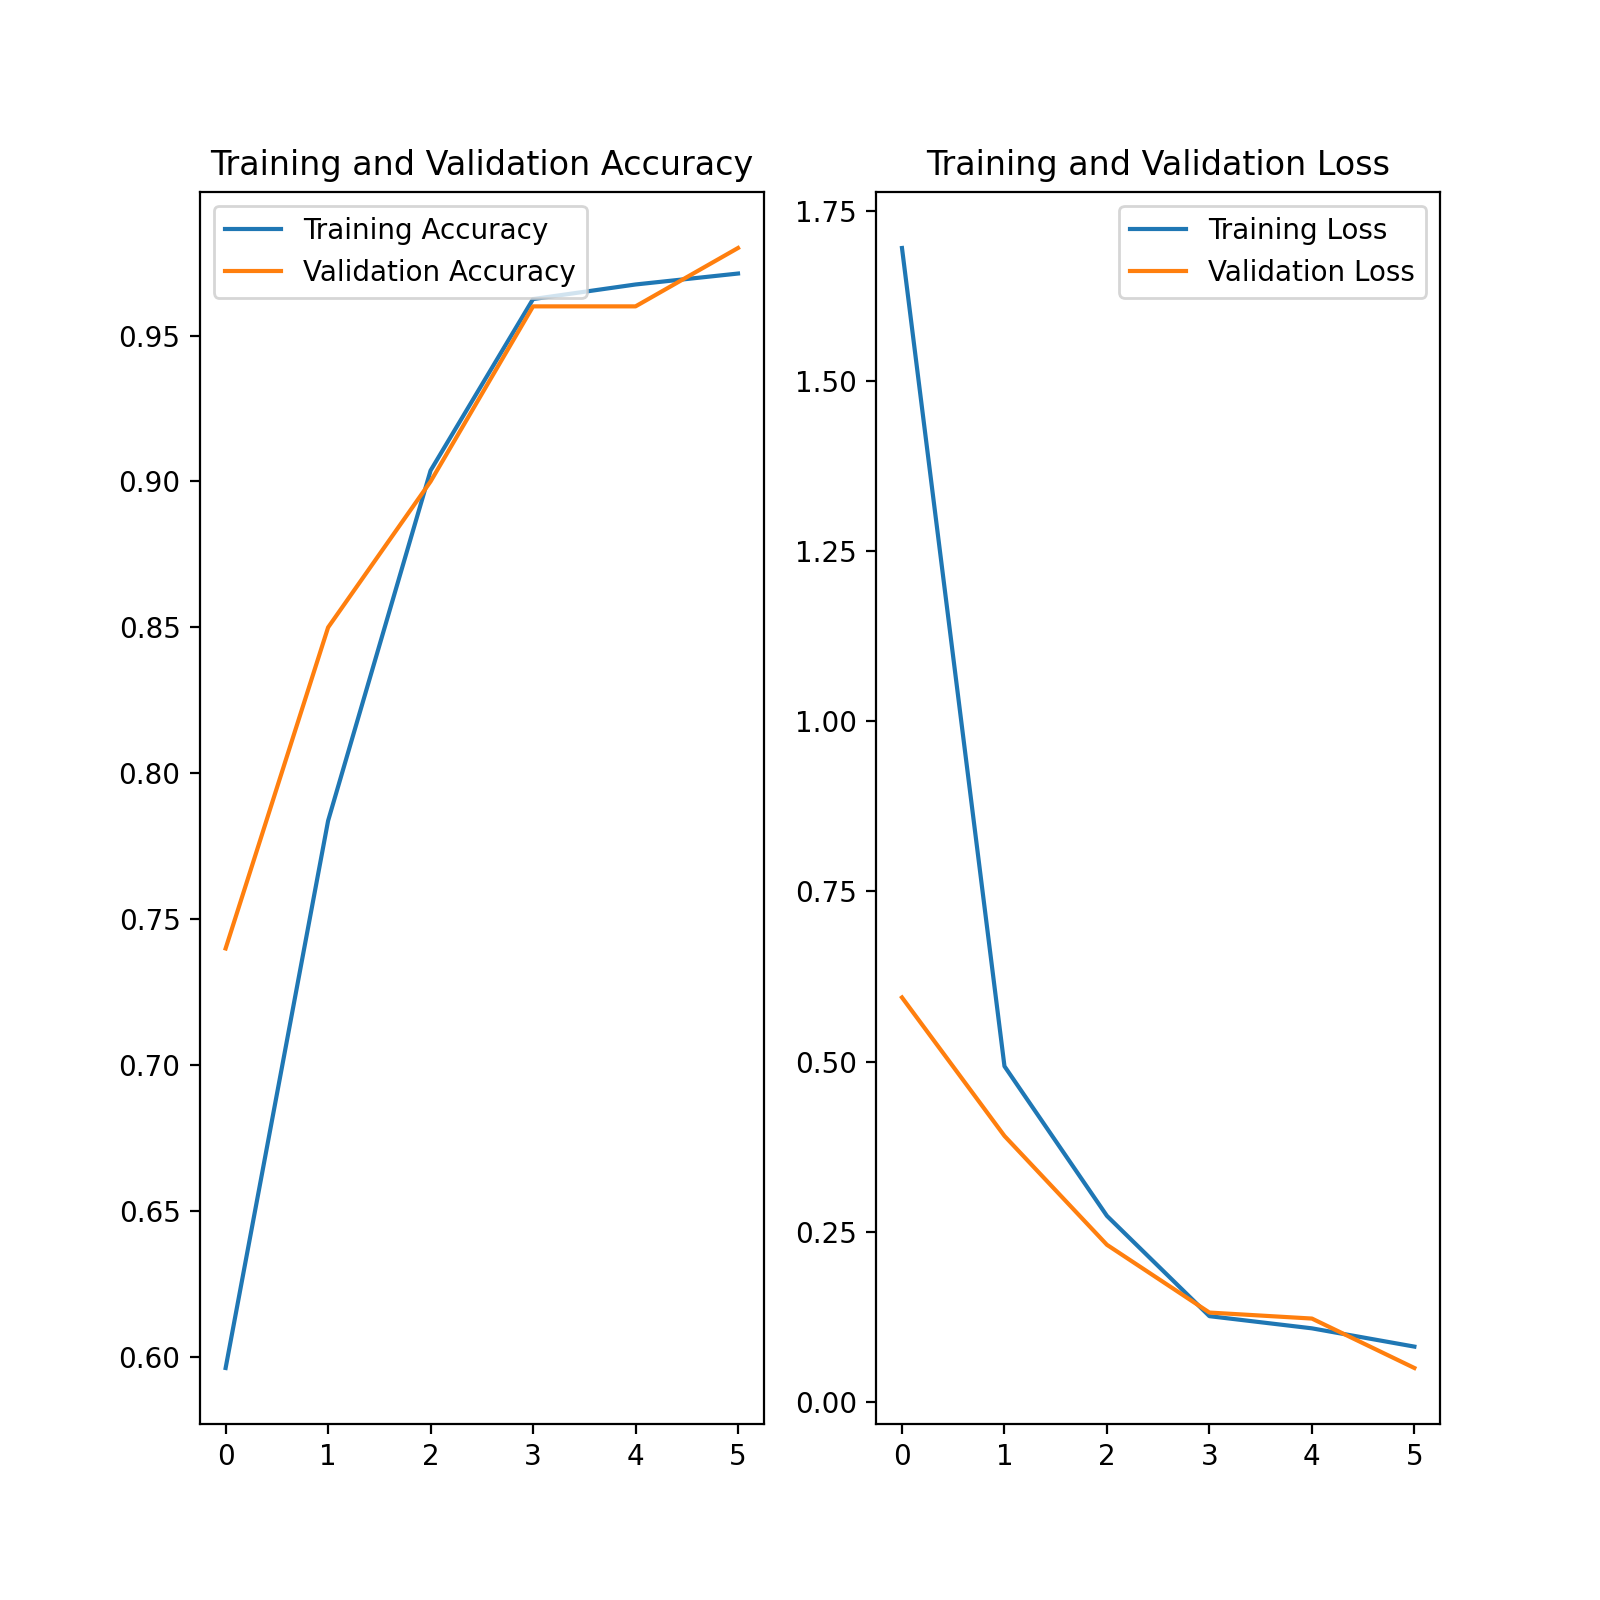 Training and Validation Accuracy
Training Accuracy
Validation Accuracy
0.95
0.90
0.85
0.80
0.75
0.70
0.65
0.60
0 1 2 3 4 5
Training and Validation Loss
Training Loss
Validation Loss
1.75
1.50
1.25
1.00
0.75
0.50
0.25
0.00
0 1 2 3 4 5